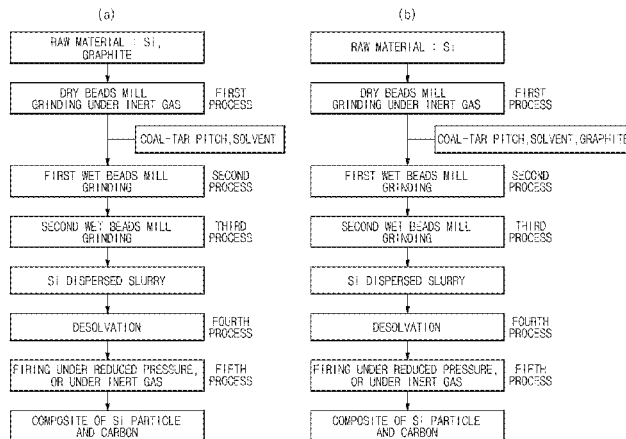 (a)
RAW MATERIAL : Si,
GRAPHITE
DRY BEADS MILL
GRINDING UNDER INERT GAS
FIRST
PROCESS
COAL-TAR PITCH,SOLVENT
FIRST WET BEADS MILL
GRINDING
SECOND
PROCESS
SECOND WET BEADS MILL
GRINDING
THIRD
PROCESS
Si DISPERSED SLURRY
DESOLVATION
FOURTH
PROCESS
FIRING UNDER REDUCED PRESSURE,
OR UNDER INERT GAS
FIFTH
PROCESS
COMPOSITE OF Si PARTICLE
AND CARBON
(b)
RAW MATERIAL : Si
DRY BEADS MILL
GRINDING UNDER INERT GAS
FIRST
PROCESS
COAL-TAR PITCH,SOLVENT,GRAPHITE
FIRST WET BEADS MILL
GRINDING
SECOND
PROCESS
SECOND WET BEADS MILL
GRINDING
THIRD
PROCESS
Si DISPERSED SLURRY
DESOLVATION
FOURTH
PROCESS
FIRING UNDER REDUCED PRESSURE,
OR UNDER INERT GAS
FIFTH
PROCESS
COMPOSITE OF Si PARTICLE
AND CARBON